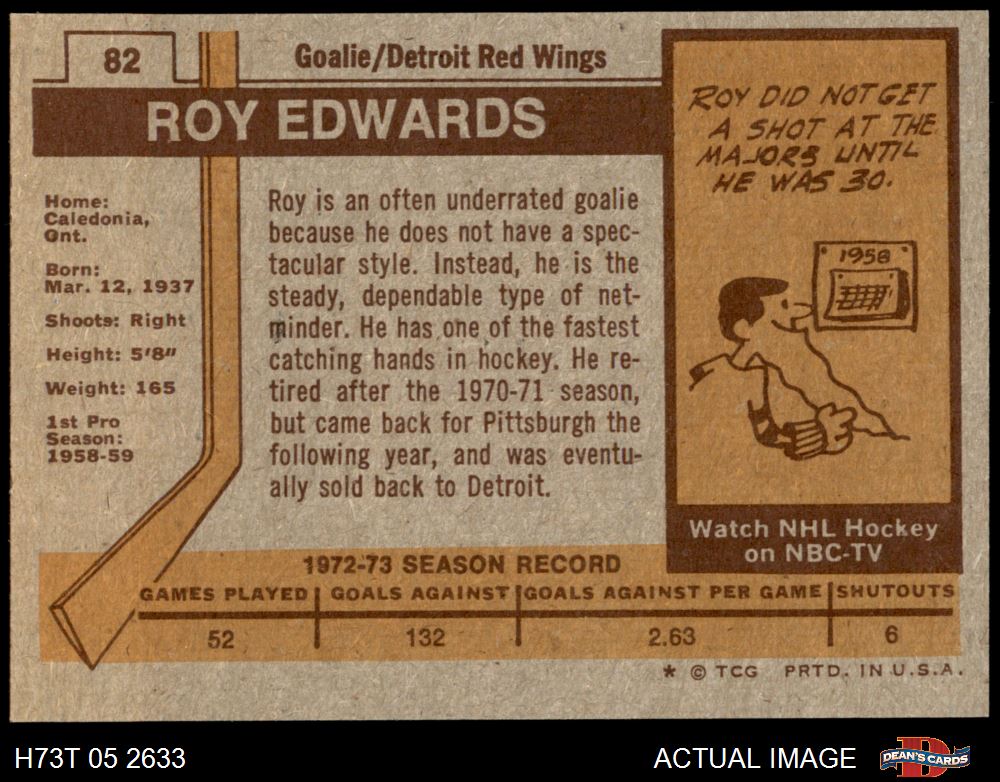 82
Goalie/Detroit Red Wings
ROY EDWARDS
Home:
Caledonia,
Ont.
Born:
Mar. 12, 1937
Shoots: Right
Height: 5'8"
Weight: 165
1st Pro
Season:
1958-59
Roy is an often underrated goalie
because he does not have a spec-
tacular style. Instead, he is the
steady, dependable type of net-
minder. He has one of the fastest
catching hands in hockey. He re-
tired after the 1970-71 season,
but came back for Pittsburgh the
following year, and was eventu-
ally sold back to Detroit.
ROY DID NOT GET
A SHOT AT THE
MAJORS UNTIL
HE WAS 30.
1958
Watch NHL Hockey
on NBC-TV
1972-73 SEASON RECORD
GAMES PLAYED GOALS AGAINST GOALS AGAINST PER GAME SHUTOUTS
52 132 2.63 6
* © TCG PRTD. IN U.S.A.
H73T 05 2633
ACTUAL IMAGE
DEAN'S CARDS